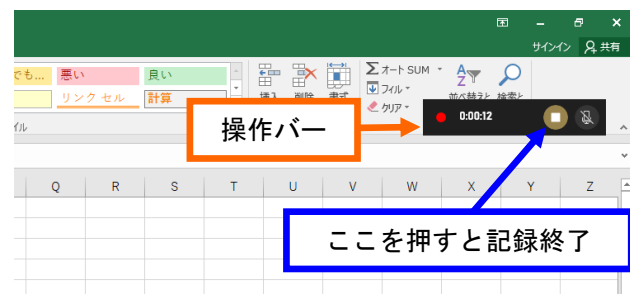 サインイン 共有
でも... 悪い 良い
リンク セル 計算
オート SUM
フィル
クリア
挿入 削除 書式
並べ替えと 検索と
イル
操作バー
0:00:12
Q R S T U V W X Y Z
ここを押すと記録終了